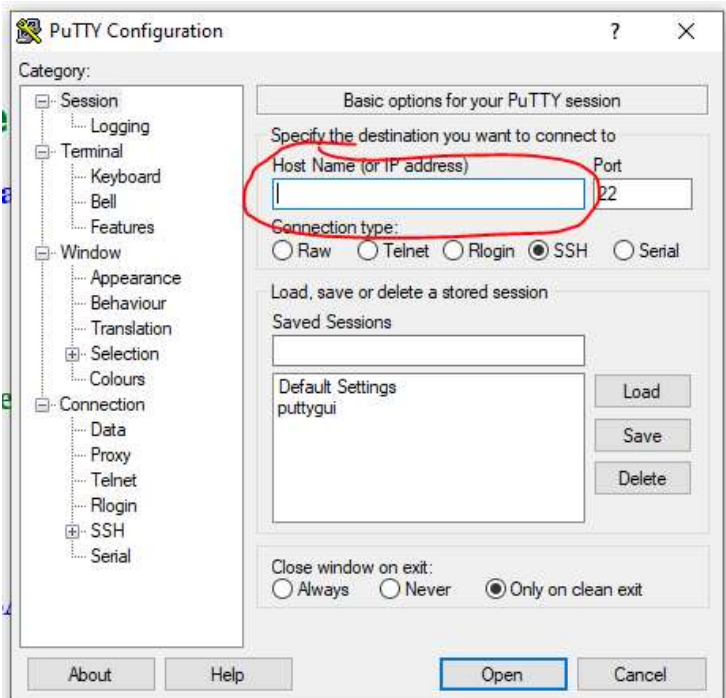 PuTTY Configuration
? X
Category:
Session
Logging
Terminal
Keyboard
Bell
Features
Window
Appearance
Behaviour
Translation
Selection
Colours
Connection
Data
Proxy
Telnet
Rlogin
SSH
Serial
Basic options for your PuTTY session
Specify the destination you want to connect to
Host Name (or IP address) Port
22
Connection type:
Raw Telnet Rlogin SSH Serial
Load, save or delete a stored session
Saved Sessions
Default Settings
puttygui
Load
Save
Delete
Close window on exit:
Always Never Only on clean exit
About Help Open Cancel